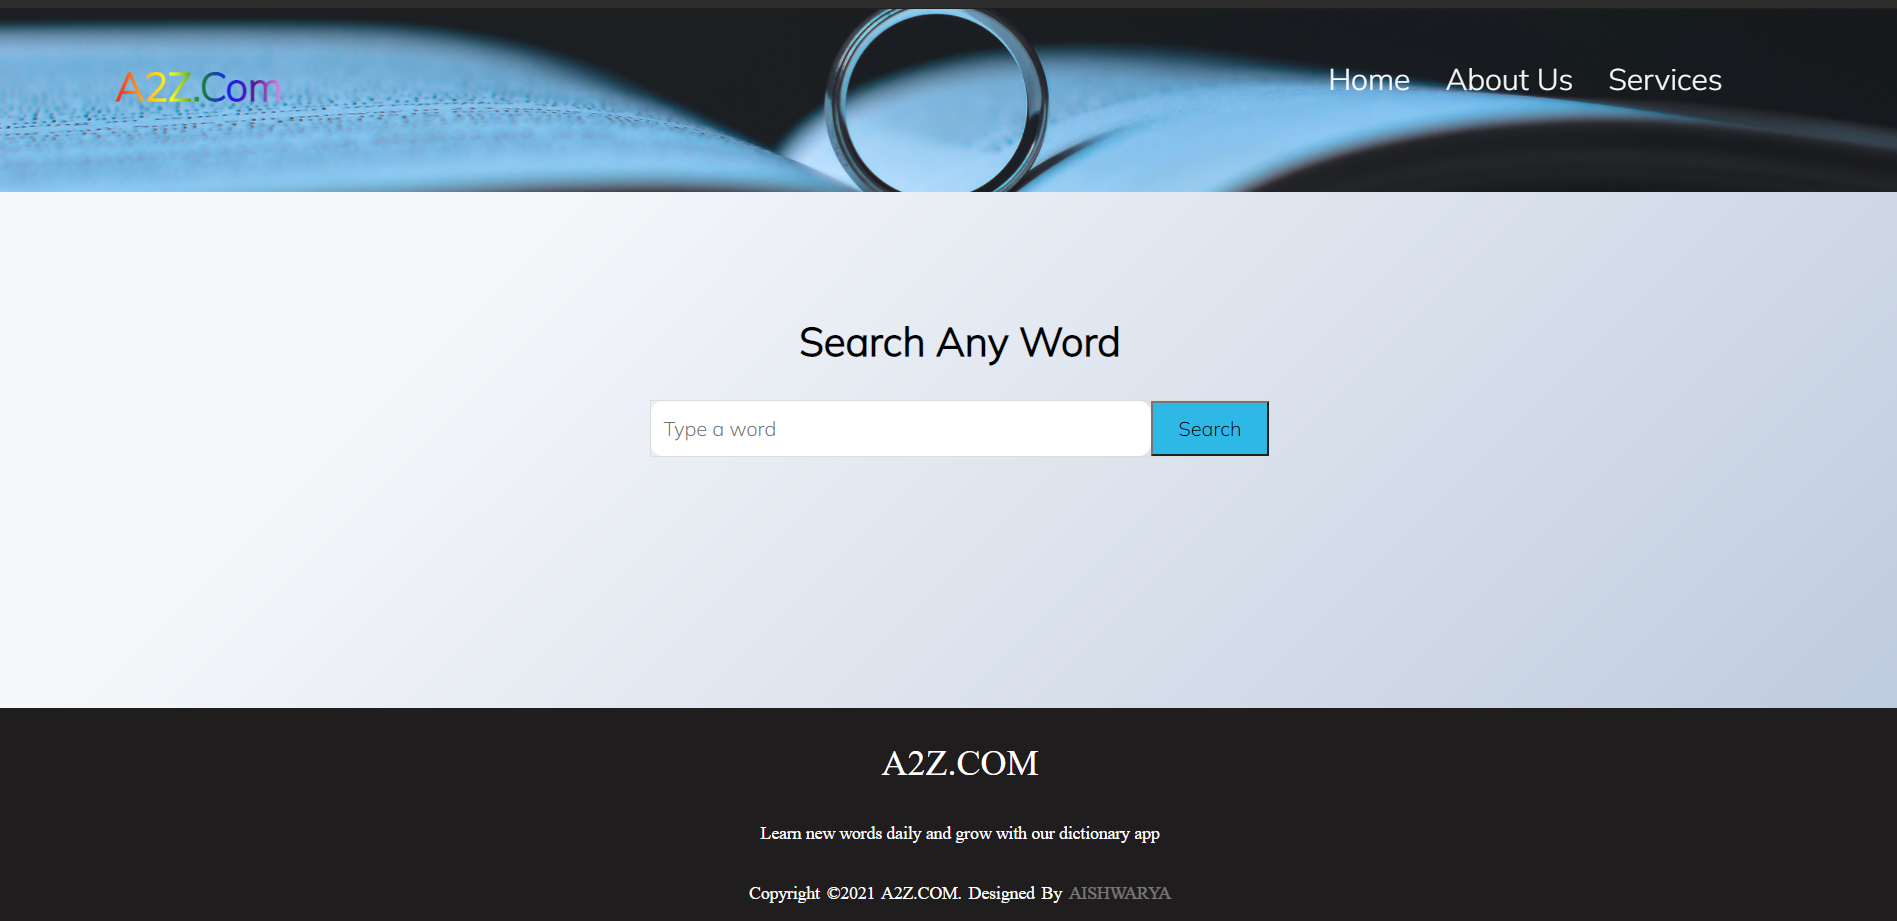 A2Z.Com
Home About Us Services
Search Any Word
Type a word Search
A2Z.COM
Learn new words daily and grow with our dictionary app
Copyright ©2021 A2Z.COM. Designed By AISHWARYA